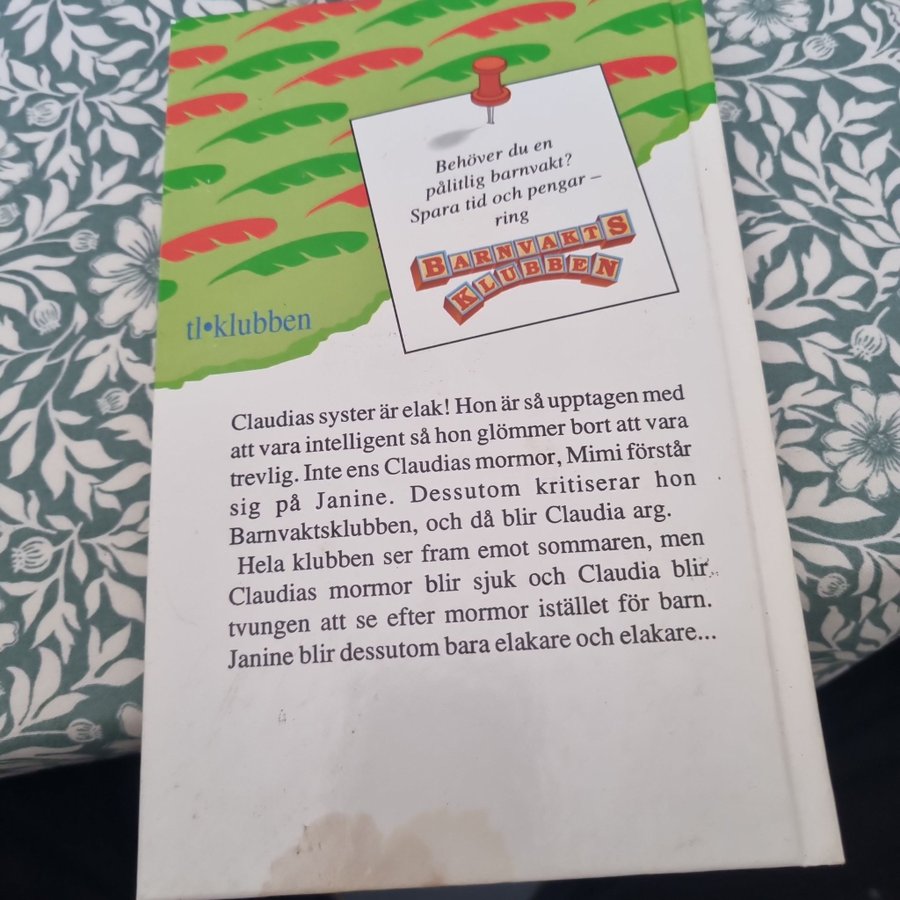 Behöver du en
pålitlig barnvakt?
Spara tid och pengar –
ring
BARNVAKTS
KLUBBEN
tl•klubben
Claudias syster är elak! Hon är så upptagen med
att vara intelligent så hon glömmer bort att vara
trevlig. Inte ens Claudias mormor, Mimi förstår
sig på Janine. Dessutom kritiserar hon
Barnvaktsklubben, och då blir Claudia arg.
Hela klubben ser fram emot sommaren, men
Claudias mormor blir sjuk och Claudia blir
tvungen att se efter mormor istället för barn.
Janine blir dessutom bara elakare och elakare...